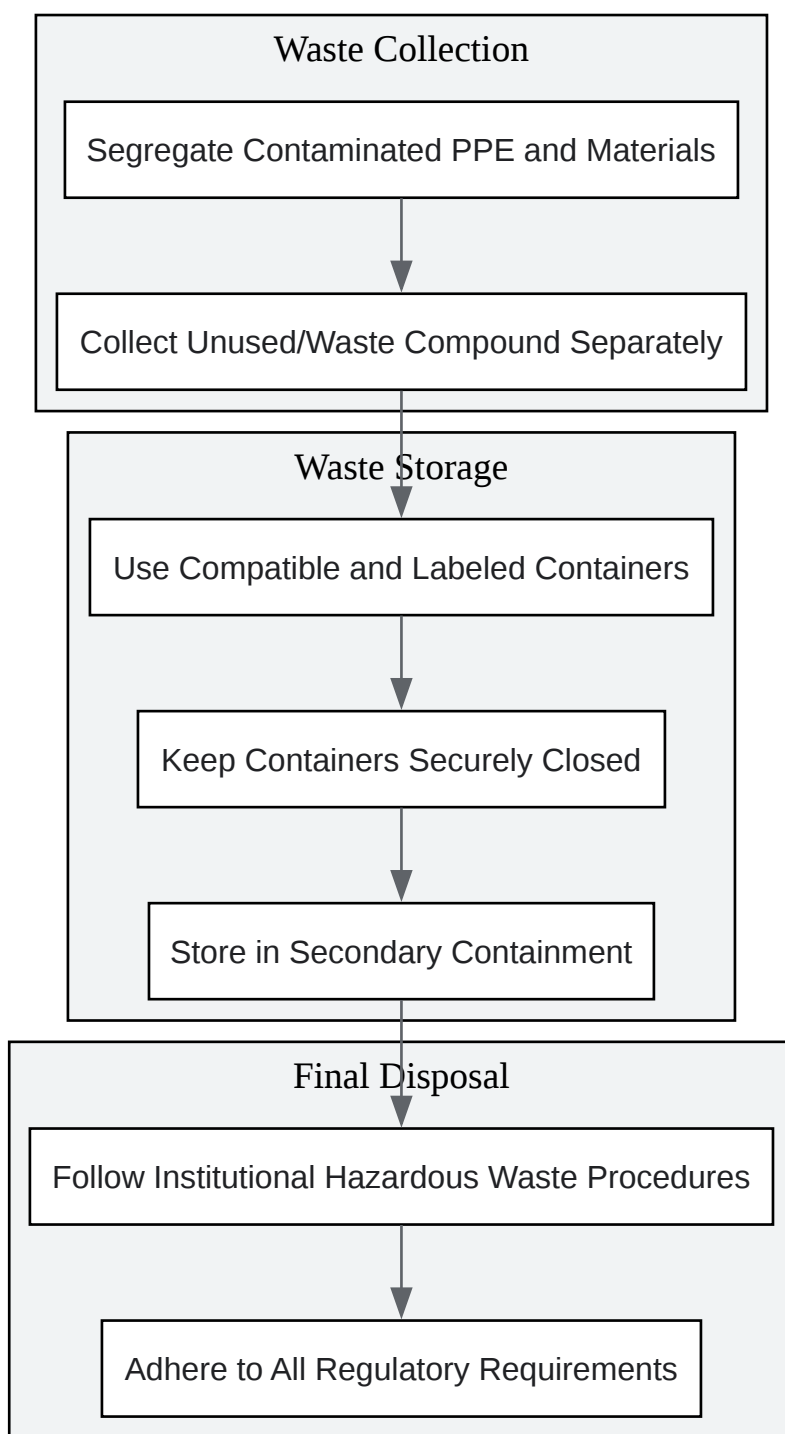 Waste Collection
Segregate Contaminated PPE and Materials
Collect Unused/Waste Compound Separately
Waste Storage
Use Compatible and Labeled Containers
Keep Containers Securely Closed
Store in Secondary Containment
Final Disposal
Follow Institutional Hazardous Waste Procedures
Adhere to All Regulatory Requirements